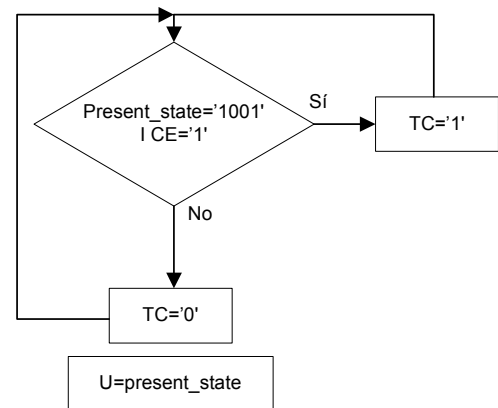 Present_state='1001'
I CE='1'
Sí
TC='1'
No
TC='0'
U=present_state